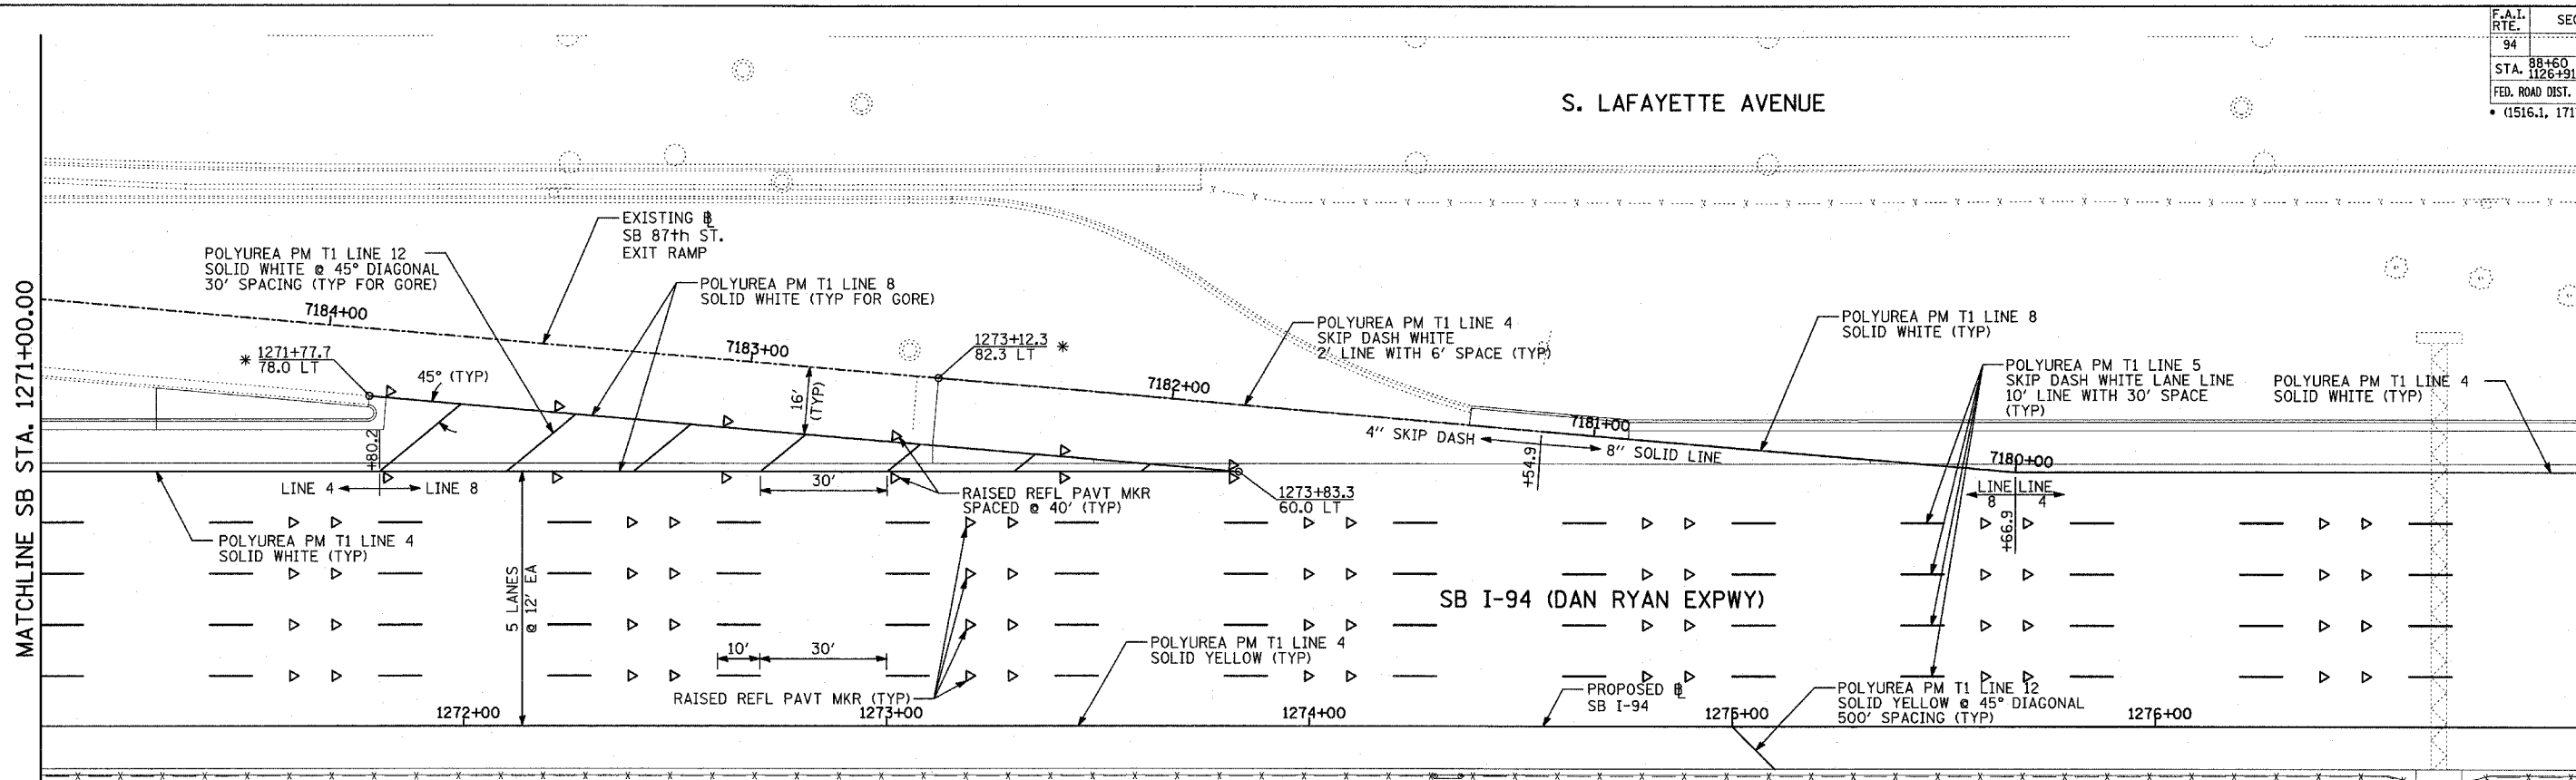 F.A.I.
RTE.
94
STA. 88+60
1126+91
FED. ROAD DIST.
• (1516.1, 171
S. LAFAYETTE AVENUE
MATCHLINE SB STA. 1271+00.00
EXISTING ℄
SB 87th ST.
EXIT RAMP
POLYUREA PM T1 LINE 12
SOLID WHITE @ 45° DIAGONAL
30' SPACING (TYP FOR GORE)
POLYUREA PM T1 LINE 8
SOLID WHITE (TYP FOR GORE)
7184+00
7183+00
7182+00
7181+00
7180+00
* 1271+77.7
78.0 LT
45° (TYP)
16'
(TYP)
1273+12.3 *
82.3 LT
POLYUREA PM T1 LINE 4
SKIP DASH WHITE
2' LINE WITH 6' SPACE (TYP)
POLYUREA PM T1 LINE 8
SOLID WHITE (TYP)
POLYUREA PM T1 LINE 5
SKIP DASH WHITE LANE LINE
10' LINE WITH 30' SPACE
(TYP)
POLYUREA PM T1 LINE 4
SOLID WHITE (TYP)
4" SKIP DASH
8" SOLID LINE
+54.9
+80.2
LINE 4
LINE 8
30'
RAISED REFL PAVT MKR
SPACED @ 40' (TYP)
1273+83.3
60.0 LT
LINE
8
LINE
4
+66.9
POLYUREA PM T1 LINE 4
SOLID WHITE (TYP)
5 LANES
@ 12' EA
SB I-94 (DAN RYAN EXPWY)
10'
30'
RAISED REFL PAVT MKR (TYP)
POLYUREA PM T1 LINE 4
SOLID YELLOW (TYP)
PROPOSED ℄
SB I-94
POLYUREA PM T1 LINE 12
SOLID YELLOW @ 45° DIAGONAL
500' SPACING (TYP)
1272+00
1273+00
1274+00
1275+00
1276+00